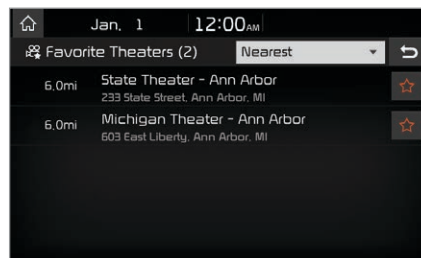 Jan. 1 12:00AM
Favorite Theaters (2) Nearest
6.0mi State Theater - Ann Arbor
233 State Street, Ann Arbor, MI
6.0mi Michigan Theater - Ann Arbor
603 East Liberty, Ann Arbor, MI